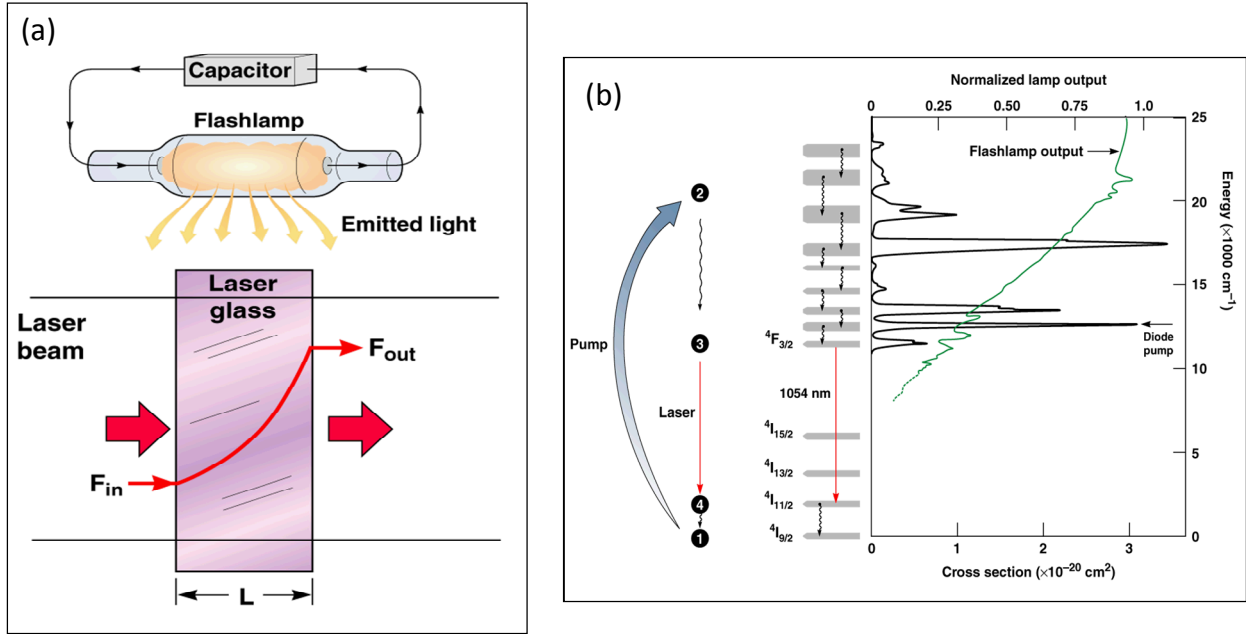 (a)
Capacitor
Flashlamp
Emitted light
Laser
glass
Laser
beam
F_out
F_in
L
(b)
Normalized lamp output
0 0.25 0.50 0.75 1.0
25
Flashlamp output
2
20
Energy (×1000 cm⁻¹)
15
3
⁴F₃/₂
Diode
pump
Pump
10
1054 nm
Laser
⁴I₁₅/₂
5
⁴I₁₃/₂
4
⁴I₁₁/₂
1
⁴I₉/₂
0
0 1 2 3
Cross section (×10⁻²⁰ cm²)